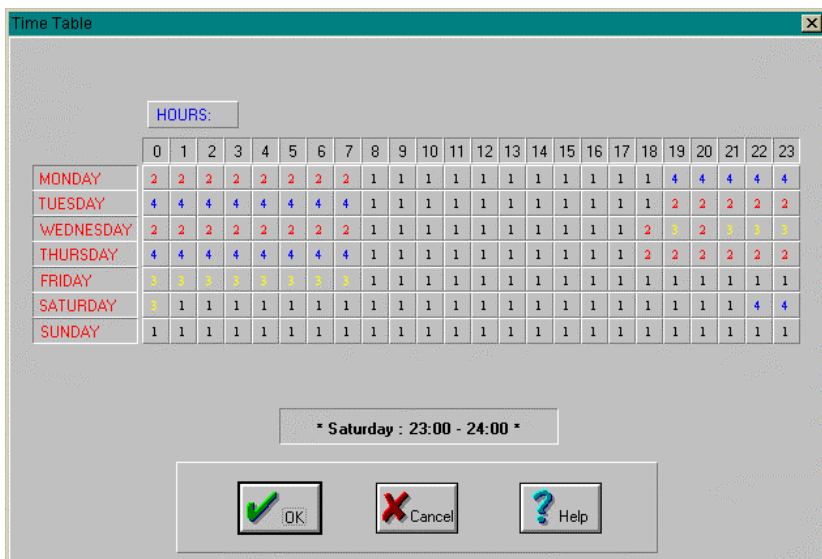 Time Table
HOURS:
0 1 2 3 4 5 6 7 8 9 10 11 12 13 14 15 16 17 18 19 20 21 22 23
MONDAY 2 2 2 2 2 2 2 2 1 1 1 1 1 1 1 1 1 1 1 4 4 4 4 4
TUESDAY 4 4 4 4 4 4 4 4 1 1 1 1 1 1 1 1 1 1 1 2 2 2 2 2
WEDNESDAY 2 2 2 2 2 2 2 2 1 1 1 1 1 1 1 1 1 1 2 3 2 3 3 3
THURSDAY 4 4 4 4 4 4 4 4 1 1 1 1 1 1 1 1 1 1 2 2 2 2 2 2
FRIDAY 3 3 3 3 3 3 3 3 1 1 1 1 1 1 1 1 1 1 1 1 1 1 1 1
SATURDAY 3 1 1 1 1 1 1 1 1 1 1 1 1 1 1 1 1 1 1 1 1 1 4 4
SUNDAY 1 1 1 1 1 1 1 1 1 1 1 1 1 1 1 1 1 1 1 1 1 1 1 1
* Saturday : 23:00 - 24:00 *
OK Cancel Help